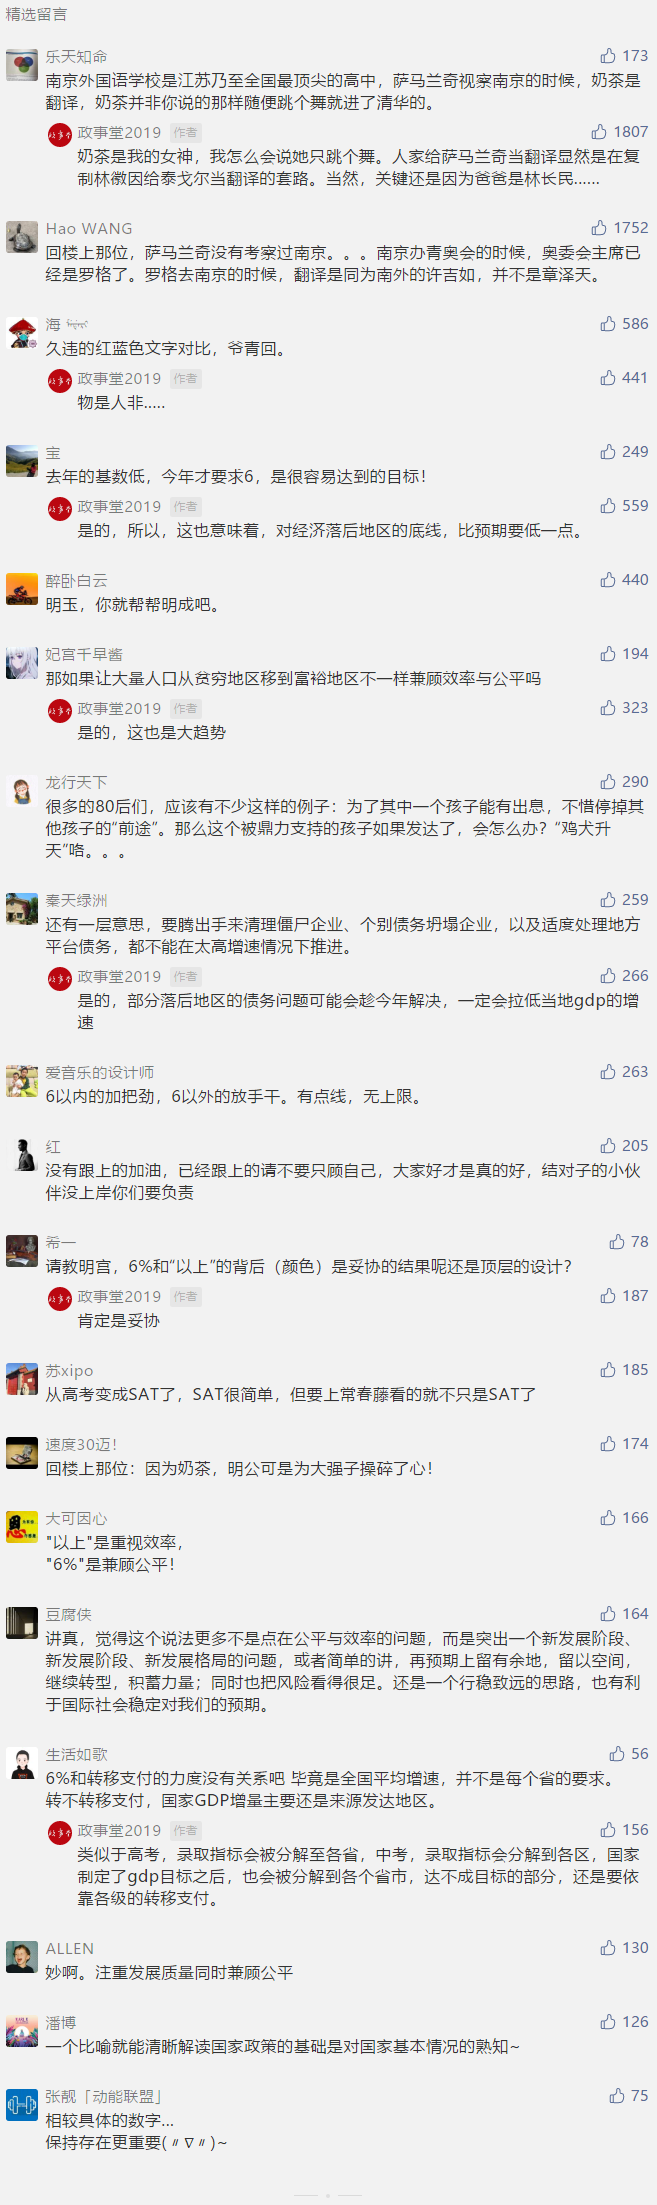 精选留言
乐天知命
173
南京外国语学校是江苏乃至全国最顶尖的高中，萨马兰奇视察南京的时候，奶茶是
翻译，奶茶并非你说的那样随便跳个舞就进了清华的。
政事堂2019 作者
1807
奶茶是我的女神，我怎么会说她只跳个舞。人家给萨马兰奇当翻译显然是在复
制林徽因给泰戈尔当翻译的套路。当然，关键还是因为爸爸是林长民......
Hao WANG
1752
回楼上那位，萨马兰奇没有考察过南京。。。南京办青奥会的时候，奥委会主席已
经是罗格了。罗格去南京的时候，翻译是同为南外的许吉如，并不是章泽天。
海
586
久违的红蓝色文字对比，爷青回。
政事堂2019 作者
441
物是人非.....
宝
249
去年的基数低，今年才要求6，是很容易达到的目标！
政事堂2019 作者
559
是的，所以，这也意味着，对经济落后地区的底线，比预期要低一点。
醉卧白云
440
明玉，你就帮帮明成吧。
妃宫千早酱
194
那如果让大量人口从贫穷地区移到富裕地区不一样兼顾效率与公平吗
政事堂2019 作者
323
是的，这也是大趋势
龙行天下
290
很多的80后们，应该有不少这样的例子：为了其中一个孩子能有出息，不惜停掉其
他孩子的“前途”。那么这个被鼎力支持的孩子如果发达了，会怎么办？“鸡犬升
天”咯。。。
秦天绿洲
259
还有一层意思，要腾出手来清理僵尸企业、个别债务坍塌企业，以及适度处理地方
平台债务，都不能在太高增速情况下推进。
政事堂2019 作者
266
是的，部分落后地区的债务问题可能会趁今年解决，一定会拉低当地gdp的增
速
爱音乐的设计师
263
6以内的加把劲，6以外的放手干。有点线，无上限。
红
205
没有跟上的加油，已经跟上的请不要只顾自己，大家好才是真的好，结对子的小伙
伴没上岸你们要负责
希一
78
请教明宫，6%和“以上”的背后（颜色）是妥协的结果呢还是顶层的设计？
政事堂2019 作者
187
肯定是妥协
苏xipo
185
从高考变成SAT了，SAT很简单，但要上常春藤看的就不只是SAT了
速度30迈！
174
回楼上那位：因为奶茶，明公可是为大强子操碎了心！
大可因心
166
"以上"是重视效率，
"6%"是兼顾公平！
豆腐侠
164
讲真，觉得这个说法更多不是点在公平与效率的问题，而是突出一个新发展阶段、
新发展阶段、新发展格局的问题，或者简单的讲，再预期上留有余地，留以空间，
继续转型，积蓄力量；同时也把风险看得很足。还是一个行稳致远的思路，也有利
于国际社会稳定对我们的预期。
生活如歌
56
6%和转移支付的力度没有关系吧 毕竟是全国平均增速，并不是每个省的要求。
转不转移支付，国家GDP增量主要还是来源发达地区。
政事堂2019 作者
156
类似于高考，录取指标会被分解至各省，中考，录取指标会分解到各区，国家
制定了gdp目标之后，也会被分解到各个省市，达不成目标的部分，还是要依
靠各级的转移支付。
ALLEN
130
妙啊。注重发展质量同时兼顾公平
潘博
126
一个比喻就能清晰解读国家政策的基础是对国家基本情况的熟知~
张靓「动能联盟」
75
相较具体的数字...
保持存在更重要(〃∇〃)~